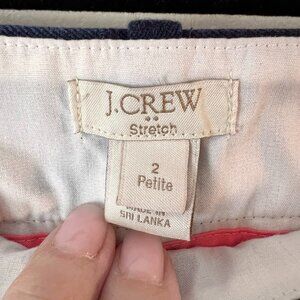 J.CREW
Stretch
2
Petite
MADE IN
SRI LANKA